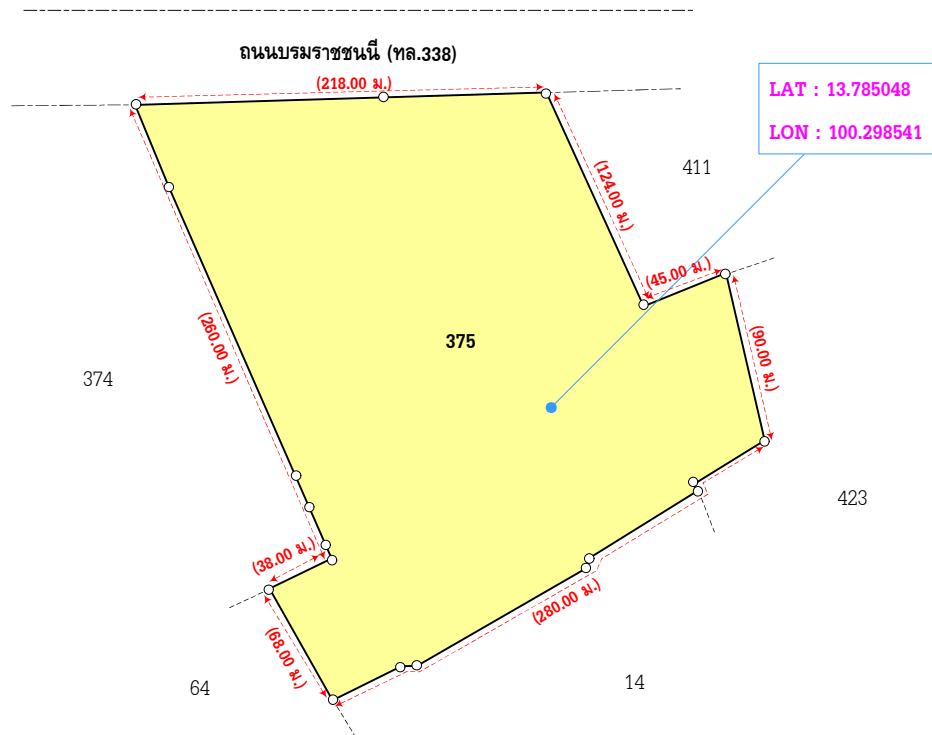 ถนนบรมราชชนนี (ทล.338)
(218.00 ม.)
LAT : 13.785048
LON : 100.298541
(124.00 ม.)
411
(45.00 ม.)
(260.00 ม.)
375
(90.00 ม.)
374
423
(38.00 ม.)
(280.00 ม.)
(68.00 ม.)
64
14